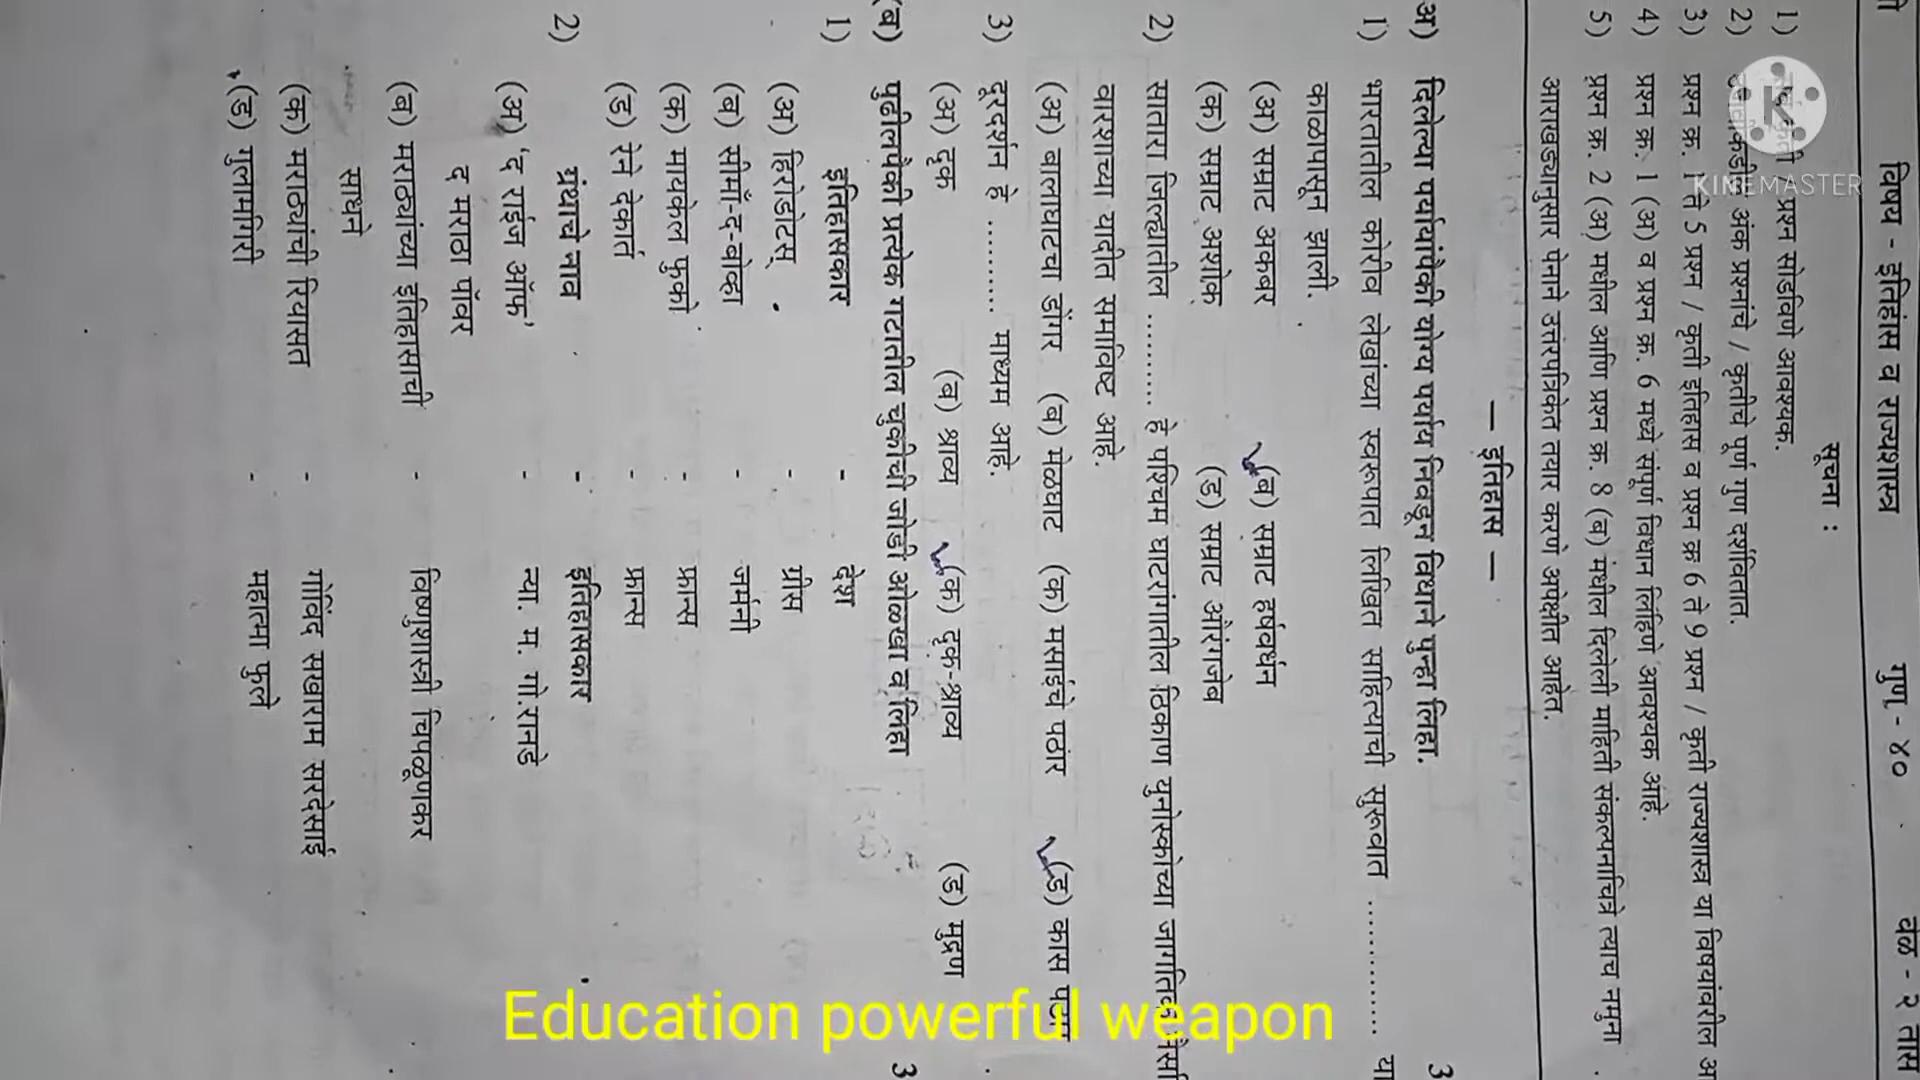 विषय - इतिहास व राज्यशास्त्र गुण - ४० वेळ - २ तास
सूचना :
1) प्रश्न सोडविणे आवश्यक.
2) अंक प्रश्नांचे / कृतीचे पूर्ण गुण दर्शवितात.
3) प्रश्न क्र. 1 ते 5 प्रश्न / कृती इतिहास व प्रश्न क्र 6 ते 9 प्रश्न / कृती राज्यशास्त्र या विषयांवरील
4) प्रश्न क्र. 1 (अ) व प्रश्न क्र. 6 मध्ये संपूर्ण विधान लिहिणे आवश्यक आहे.
5) प्रश्न क्र. 2 (अ) मधील आणि प्रश्न क्र. 8 (ब) मधील दिलेली माहिती संकल्पनाचित्रे त्याच नमुना
आराखड्यानुसार पेनाने उत्तरपत्रिकेत तयार करणे अपेक्षीत आहेत.
– इतिहास –
अ) दिलेल्या पर्यायांपैकी योग्य पर्याय निवडून विधाने पुन्हा लिहा. 3
1) भारतातील कोरीव लेखांच्या स्वरूपात लिखित साहित्याची सुरूवात ............. या
काळापासून झाली.
(अ) सम्राट अकबर (ब) सम्राट हर्षवर्धन
(क) सम्राट अशोक (ड) सम्राट औरंगजेब
2) सातारा जिल्ह्यातील .......... हे पश्चिम घाटरांगातील ठिकाण युनोस्कोच्या जागतिक
वारश्याच्या यादीत समाविष्ट आहे.
(अ) बालाघाटचा डोंगर (ब) मेळघाट (क) मसाईचे पठार (ड) कास पठार
3) दूरदर्शन हे .......... माध्यम आहे.
(अ) दृक (ब) श्राव्य (क) दृक-श्राव्य (ड) मुद्रण
(ब) पुढीलपैकी प्रत्येक गटातील चुकीची जोडी ओळखा व लिहा 3
1) इतिहासकार - देश
(अ) हिरोडोटस् - ग्रीस
(ब) सीमाँ-द-बोव्हा - जर्मनी
(क) मायकेल फुको - फ्रान्स
(ड) रेने देकार्त - फ्रान्स
2) ग्रंथाचे नाव - इतिहासकार
(अ) 'द राईज ऑफ' - न्या. म. गो.रानडे
द मराठा पॉवर
(ब) मराठ्यांच्या इतिहासाची - विष्णुशास्त्री चिपळूणकर
साधने
(क) मराठ्यांची रियासत - गोविंद सखाराम सरदेसाई
(ड) गुलामगिरी - महात्मा फुले
KINEMASTER
Education powerful weapon